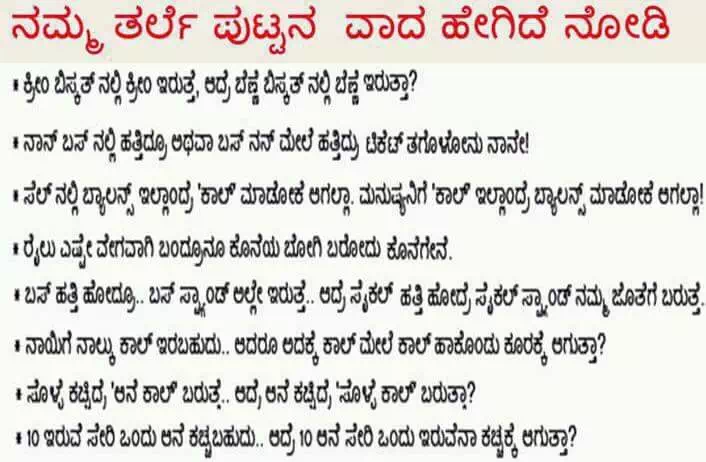 ನಮ್ಮ ತರ್ಲೆ ಪುಟ್ಟನ ವಾದ ಹೇಗಿದೆ ನೋಡಿ
* ಕ್ರೀಂ ಬಿಸ್ಕತ್ ನಲ್ಲಿ ಕ್ರೀಂ ಇರುತ್ತೆ, ಆದ್ರೆ ಬೆಣ್ಣೆ ಬಿಸ್ಕತ್ ನಲ್ಲಿ ಬೆಣ್ಣೆ ಇರುತ್ತಾ?
* ನಾನ್ ಬಸ್ ನಲ್ಲಿ ಹತ್ತಿದ್ರೂ ಅಥವಾ ಬಸ್ ನನ್ ಮೇಲೆ ಹತ್ತಿದ್ರು ಟಿಕೆಟ್ ತಗೊಳೋನು ನಾನೇ!
* ಸೆಲ್ ನಲ್ಲಿ ಬ್ಯಾಲನ್ಸ್ ಇಲ್ಲಾಂದ್ರೆ 'ಕಾಲ್' ಮಾಡೋಕೆ ಆಗಲ್ಲಾ. ಮನುಷ್ಯನಿಗೆ 'ಕಾಲ್' ಇಲ್ಲಾಂದ್ರೆ ಬ್ಯಾಲನ್ಸ್ ಮಾಡೋಕೆ ಆಗಲ್ಲಾ!
* ರೈಲು ಎಷ್ಟೇ ವೇಗವಾಗಿ ಬಂದ್ರೂನೂ ಕೊನೆಯ ಬೋಗಿ ಬರೋದು ಕೊನೆಗೇನೆ.
* ಬಸ್ ಹತ್ತಿ ಹೋದ್ರೂ.. ಬಸ್ ಸ್ಟ್ಯಾಂಡ್ ಅಲ್ಲೇ ಇರುತ್ತೆ.. ಆದ್ರೆ ಸೈಕಲ್ ಹತ್ತಿ ಹೋದ್ರೆ ಸೈಕಲ್ ಸ್ಟ್ಯಾಂಡ್ ನಮ್ಮ ಜೊತೆಗೆ ಬರುತ್ತೆ.
* ನಾಯಿಗೆ ನಾಲ್ಕು ಕಾಲ್ ಇರಬಹುದು.. ಆದರೂ ಅದಕ್ಕೆ ಕಾಲ್ ಮೇಲೆ ಕಾಲ್ ಹಾಕೊಂಡು ಕೂರಕ್ಕೆ ಆಗುತ್ತಾ?
* ಸೊಳ್ಳೆ ಕಚ್ಚಿದ್ರೆ 'ಆನೆ ಕಾಲ್' ಬರುತ್ತೆ.. ಆದ್ರೆ ಆನೆ ಕಚ್ಚಿದ್ರೆ 'ಸೊಳ್ಳೆ ಕಾಲ್' ಬರುತ್ತಾ?
* 10 ಇರುವೆ ಸೇರಿ ಒಂದು ಆನೆ ಕಚ್ಚಬಹುದು.. ಆದ್ರೆ 10 ಆನೆ ಸೇರಿ ಒಂದು ಇರುವೆನಾ ಕಚ್ಚಕ್ಕೆ ಆಗುತ್ತಾ?